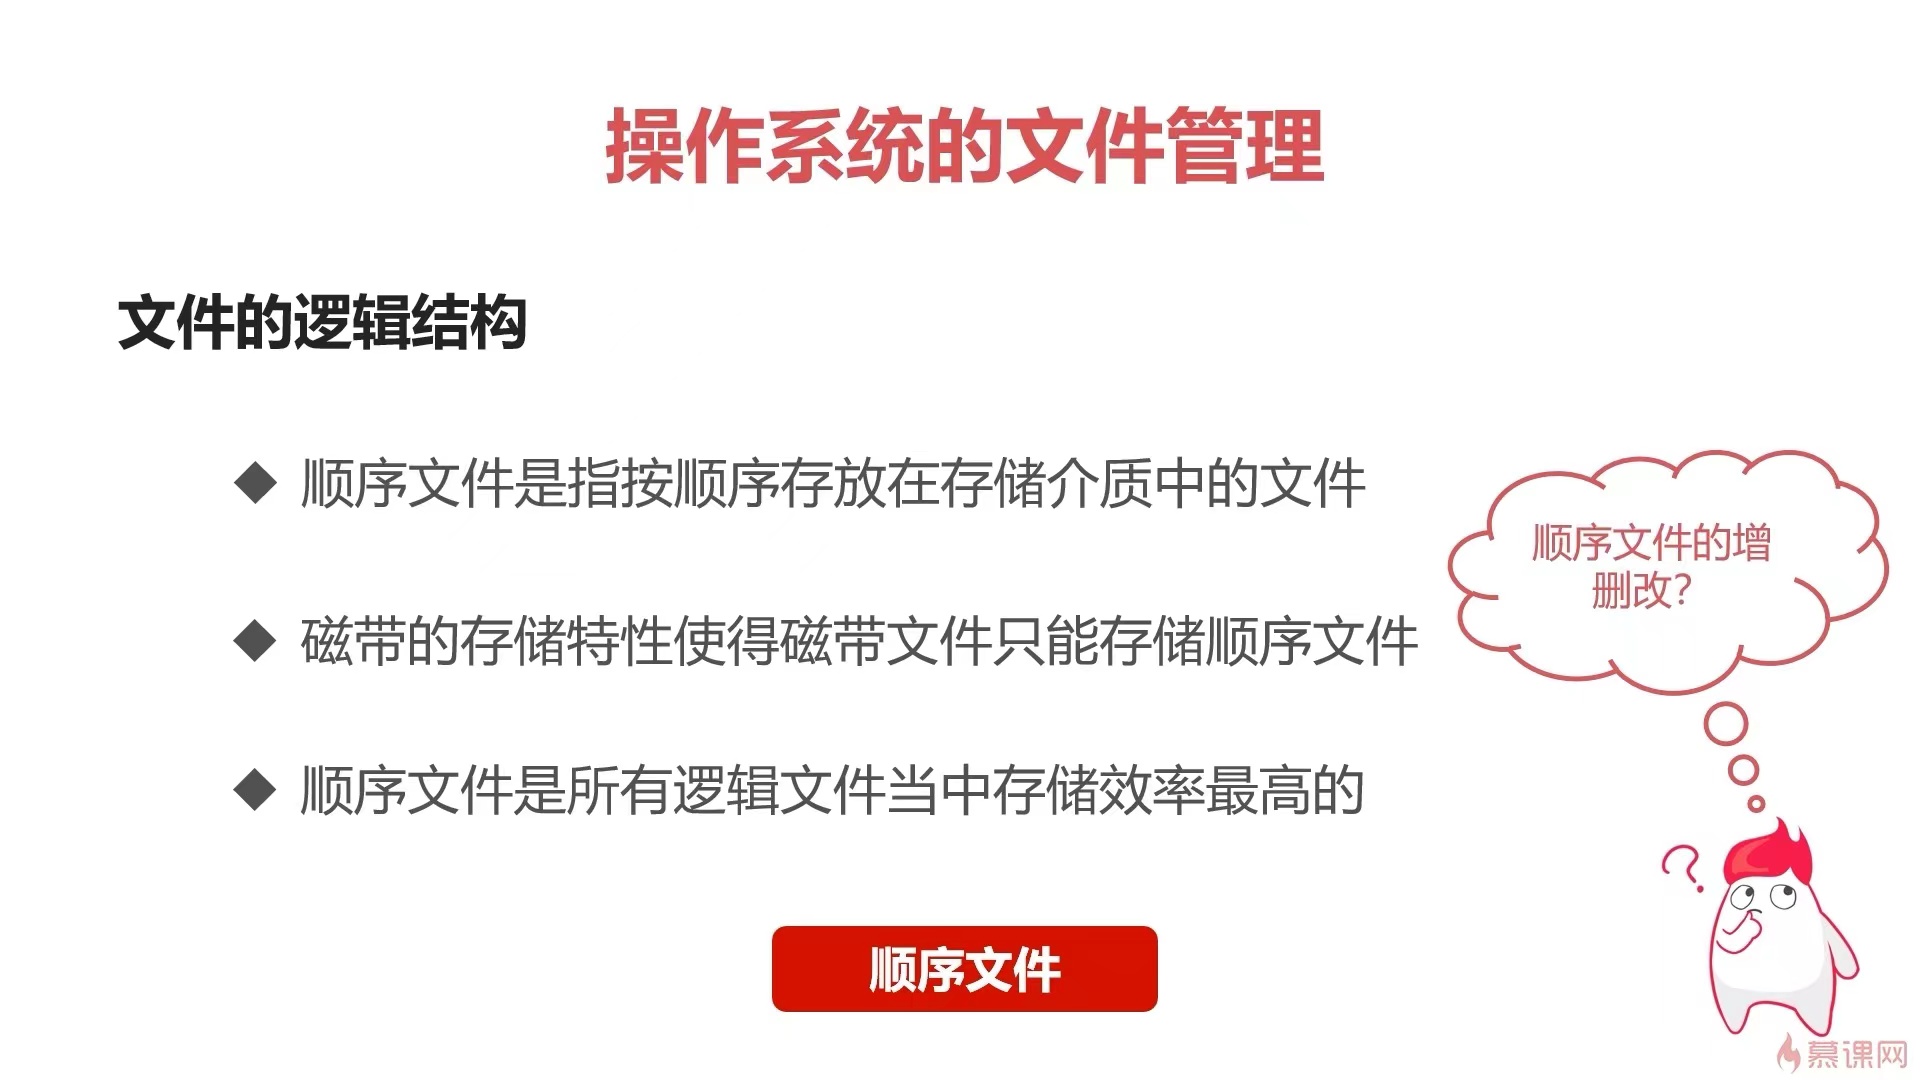 操作系统的文件管理
文件的逻辑结构
◆ 顺序文件是指按顺序存放在存储介质中的文件
◆ 磁带的存储特性使得磁带文件只能存储顺序文件
◆ 顺序文件是所有逻辑文件当中存储效率最高的
顺序文件的增
删改？
?
顺序文件
慕课网